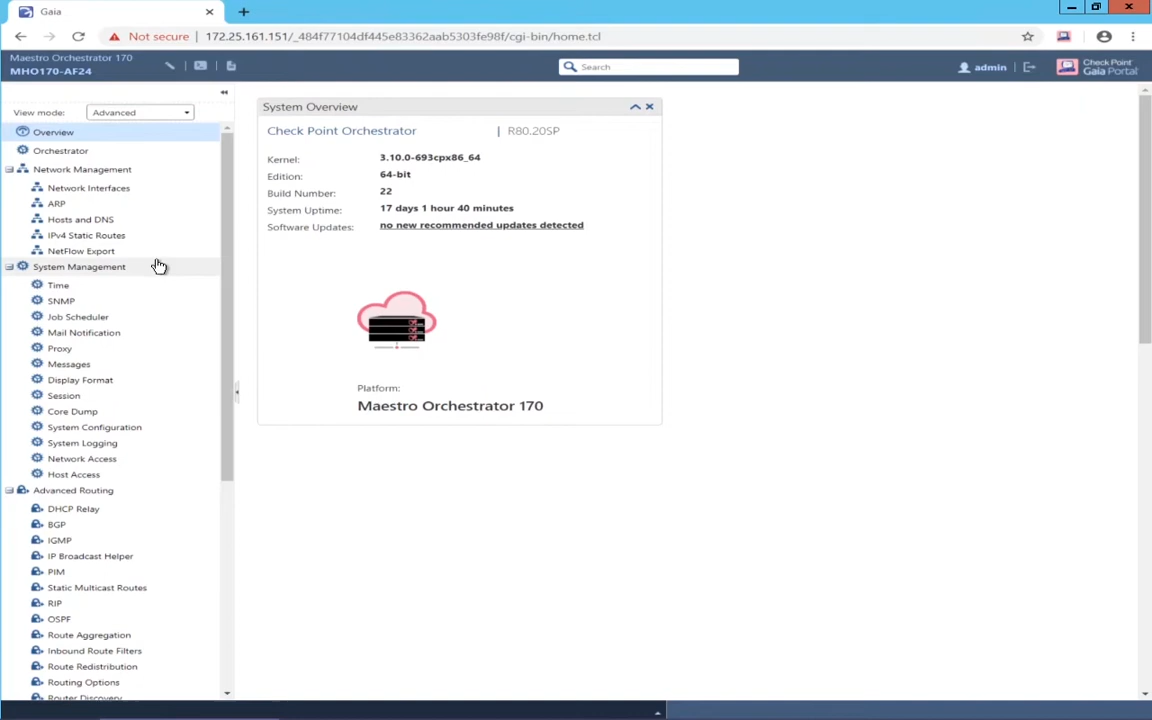 Gaia
Not secure | 172.25.161.151/_484f77104df445e83362aab5303fe98f/cgi-bin/home.tcl
Maestro Orchestrator 170
MHO170-AF24
Search
admin
Check Point
Gaia Portal
View mode: Advanced
Overview
Orchestrator
Network Management
Network Interfaces
ARP
Hosts and DNS
IPv4 Static Routes
NetFlow Export
System Management
Time
SNMP
Job Scheduler
Mail Notification
Proxy
Messages
Display Format
Session
Core Dump
System Configuration
System Logging
Network Access
Host Access
Advanced Routing
DHCP Relay
BGP
IGMP
IP Broadcast Helper
PIM
Static Multicast Routes
RIP
OSPF
Route Aggregation
Inbound Route Filters
Route Redistribution
Routing Options
Router Discovery
System Overview
Check Point Orchestrator | R80.20SP
Kernel: 3.10.0-693cpx86_64
Edition: 64-bit
Build Number: 22
System Uptime: 17 days 1 hour 40 minutes
Software Updates: no new recommended updates detected
Platform:
Maestro Orchestrator 170